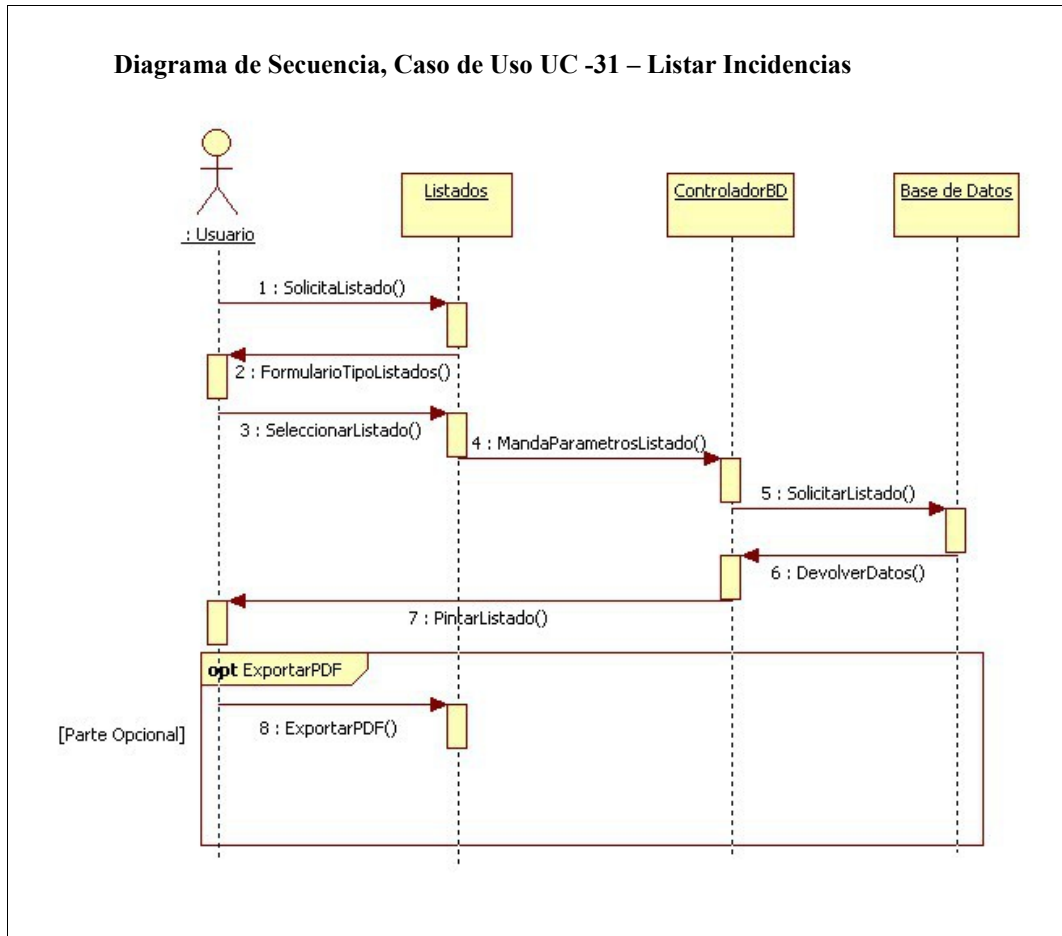 Diagrama de Secuencia, Caso de Uso UC -31 – Listar Incidencias
: Usuario
Listados
ControladorBD
Base de Datos
1 : SolicitaListado()
2 : FormularioTipoListados()
3 : SeleccionarListado()
4 : MandaParametrosListado()
5 : SolicitarListado()
6 : DevolverDatos()
7 : PintarListado()
opt ExportarPDF
8 : ExportarPDF()
[Parte Opcional]